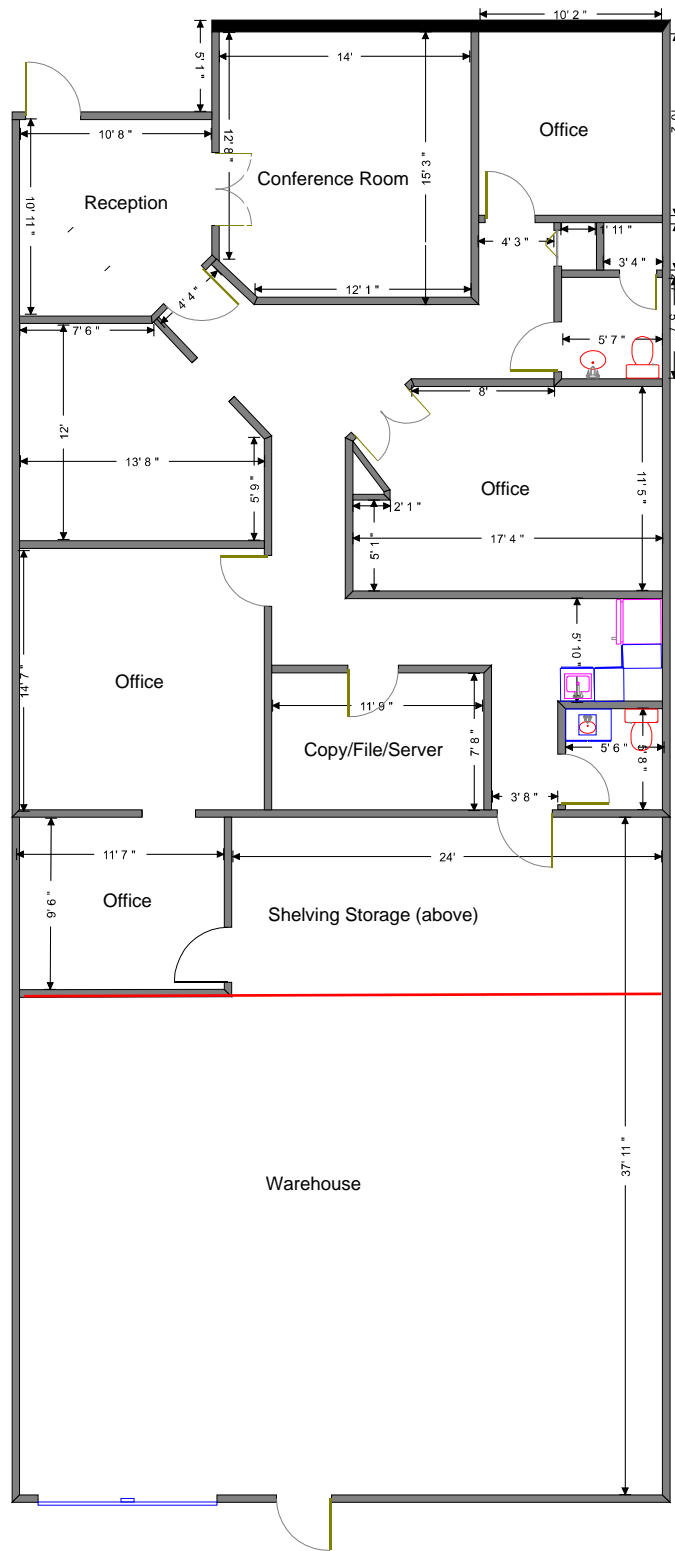 10' 2 "
5' 1 "
14'
10' 8 "
12' 8 "
15' 3 "
Office
Conference Room
Reception
10' 11 "
1' 11 "
4' 3 "
3' 4 "
12' 1 "
4' 4 "
7' 6 "
5' 7 "
8'
12'
13' 8 "
5' 9 "
11' 5 "
Office
2' 1 "
17' 4 "
5' 1 "
5' 10 "
14' 7 "
Office
11' 9 "
Copy/File/Server
7' 8 "
5' 6 "
5' 8 "
3' 8 "
11' 7 "
24'
9' 6 "
Office
Shelving Storage (above)
37' 11 "
Warehouse